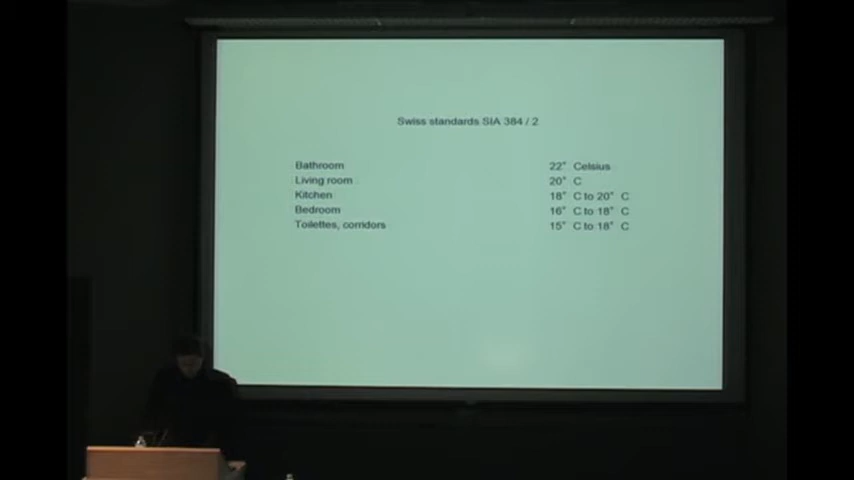 Swiss standards SIA 384 / 2
Bathroom 22° Celsius
Living room 20° C
Kitchen 18° C to 20° C
Bedroom 16° C to 18° C
Toilettes, corridors 15° C to 18° C